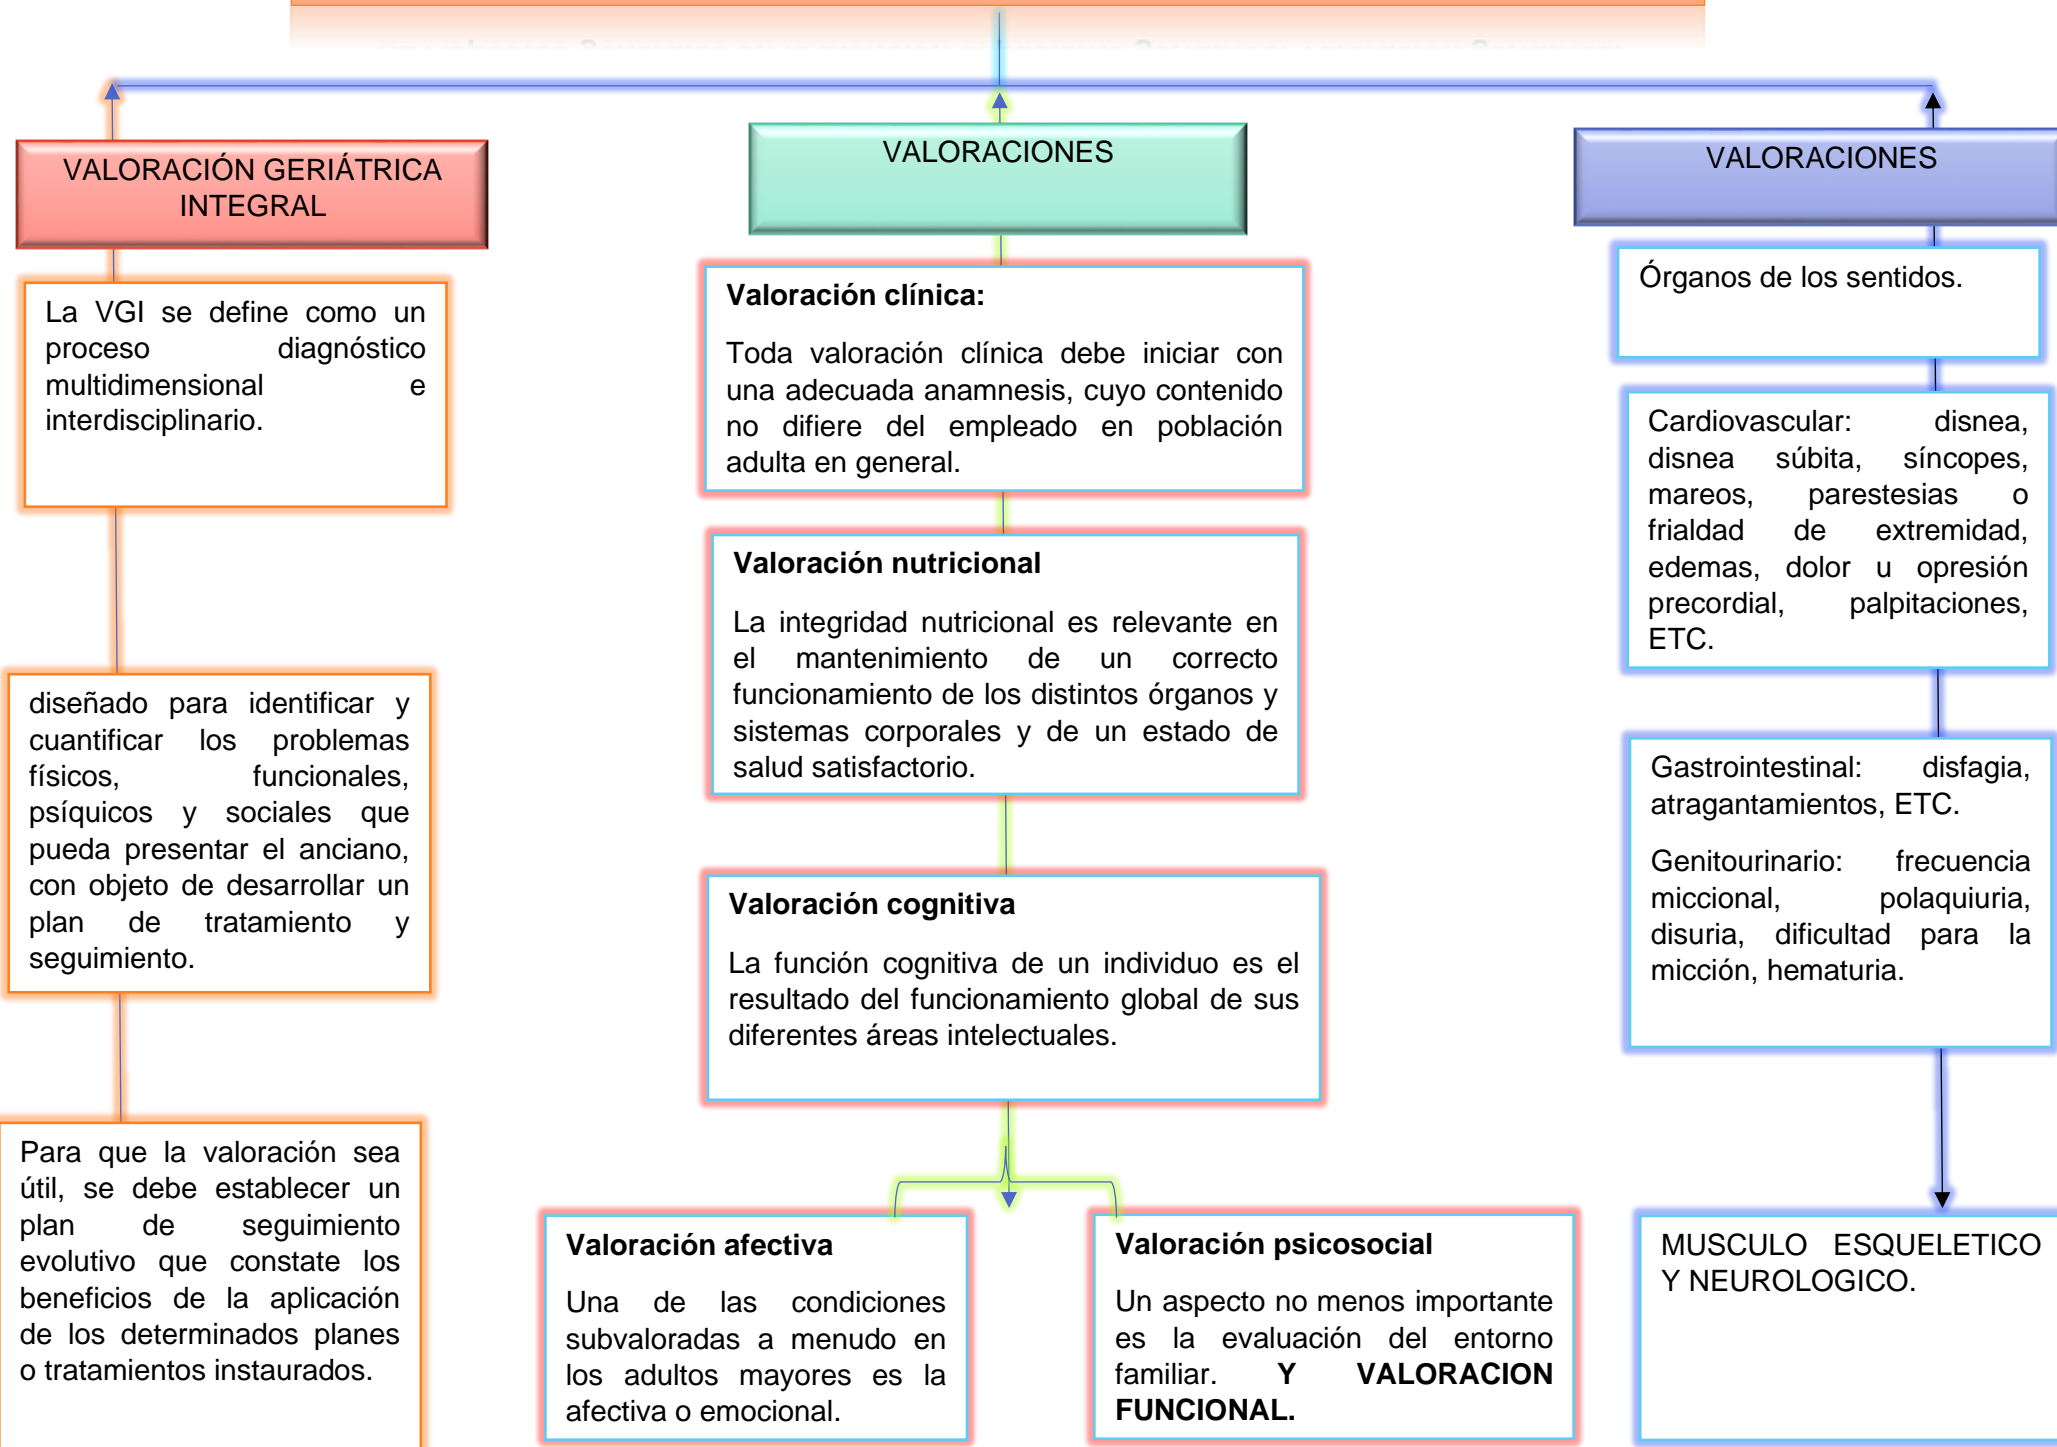 VALORACIÓN GERIÁTRICA
INTEGRAL
La VGI se define como un
proceso diagnóstico
multidimensional e
interdisciplinario.
diseñado para identificar y
cuantificar los problemas
físicos, funcionales,
psíquicos y sociales que
pueda presentar el anciano,
con objeto de desarrollar un
plan de tratamiento y
seguimiento.
Para que la valoración sea
útil, se debe establecer un
plan de seguimiento
evolutivo que constate los
beneficios de la aplicación
de los determinados planes
o tratamientos instaurados.
VALORACIONES
Valoración clínica:
Toda valoración clínica debe iniciar con
una adecuada anamnesis, cuyo contenido
no difiere del empleado en población
adulta en general.
Valoración nutricional
La integridad nutricional es relevante en
el mantenimiento de un correcto
funcionamiento de los distintos órganos y
sistemas corporales y de un estado de
salud satisfactorio.
Valoración cognitiva
La función cognitiva de un individuo es el
resultado del funcionamiento global de sus
diferentes áreas intelectuales.
Valoración afectiva
Una de las condiciones
subvaloradas a menudo en
los adultos mayores es la
afectiva o emocional.
Valoración psicosocial
Un aspecto no menos importante
es la evaluación del entorno
familiar. Y VALORACION
FUNCIONAL.
VALORACIONES
Órganos de los sentidos.
Cardiovascular: disnea,
disnea súbita, síncopes,
mareos, parestesias o
frialdad de extremidad,
edemas, dolor u opresión
precordial, palpitaciones,
ETC.
Gastrointestinal: disfagia,
atragantamientos, ETC.
Genitourinario: frecuencia
miccional, polaquiuria,
disuria, dificultad para la
micción, hematuria.
MUSCULO ESQUELETICO
Y NEUROLOGICO.